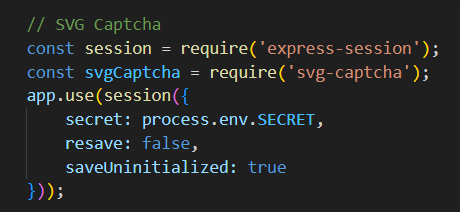 // SVG Captcha
const session = require('express-session');
const svgCaptcha = require('svg-captcha');
app.use(session({
    secret: process.env.SECRET,
    resave: false,
    saveUninitialized: true
}));